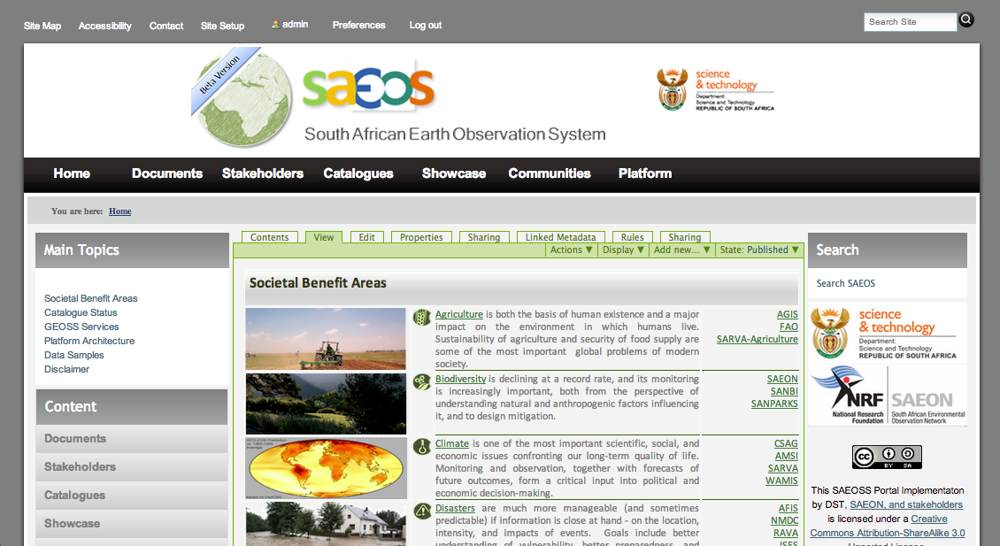 Site Map Accessibility Contact Site Setup admin Preferences Log out
Search Site
Beta Version
saeos
South African Earth Observation System
science
& technology
Department:
Science and Technology
REPUBLIC OF SOUTH AFRICA
Home Documents Stakeholders Catalogues Showcase Communities Platform
You are here: Home
Main Topics
Societal Benefit Areas
Catalogue Status
GEOSS Services
Platform Architecture
Data Samples
Disclaimer
Content
Documents
Stakeholders
Catalogues
Showcase
Contents View Edit Properties Sharing Linked Metadata Rules Sharing
Actions ▼ Display ▼ Add new... ▼ State: Published ▼
Societal Benefit Areas
Agriculture is both the basis of human existence and a major
impact on the environment in which humans live.
Sustainability of agriculture and security of food supply are
some of the most important global problems of modern
society.
AGIS
FAO
SARVA-Agriculture
Biodiversity is declining at a record rate, and its monitoring
is increasingly important, both from the perspective of
understanding natural and anthropogenic factors influencing
it, and to design mitigation.
SAEON
SANBI
SANPARKS
Climate is one of the most important scientific, social, and
economic issues confronting our long-term quality of life.
Monitoring and observation, together with forecasts of
future outcomes, form a critical input into political and
economic decision-making.
CSAG
AMSI
SARVA
WAMIS
Disasters are much more manageable (and sometimes
predictable) if information is close at hand - on the location,
intensity, and impacts of events. Goals include better
understanding of vulnerability, better preparedness, and
AFIS
NMDC
RAVA
ISES
Search
Search SAEOS
science
& technology
Department:
Science and Technology
REPUBLIC OF SOUTH AFRICA
NRF
National Research
Foundation
SAEON
South African Environmental
Observation Network
cc
BY SA
This SAEOSS Portal Implementaton
by DST, SAEON, and stakeholders
is licensed under a Creative
Commons Attribution-ShareAlike 3.0
Unported License